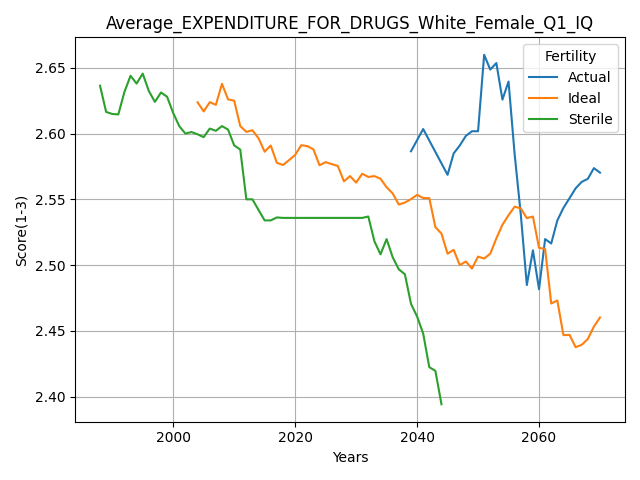 Average_EXPENDITURE_FOR_DRUGS_White_Female_Q1_IQ
Fertility
Actual
Ideal
Sterile
Score(1-3)
2.65
2.60
2.55
2.50
2.45
2.40
2000 2020 2040 2060
Years